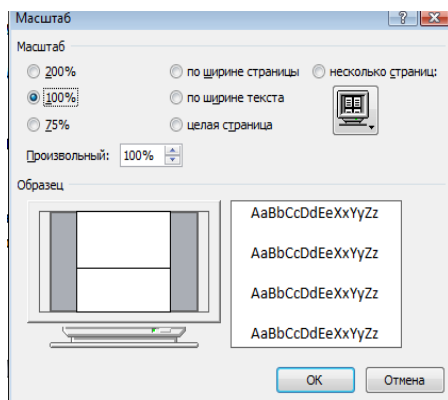 Масштаб
Масштаб
200% по ширине страницы несколько страниц:
100% по ширине текста
75% целая страница
Произвольный: 100%
Образец
AaBbCcDdEeXxYyZz
AaBbCcDdEeXxYyZz
AaBbCcDdEeXxYyZz
AaBbCcDdEeXxYyZz
ОК Отмена